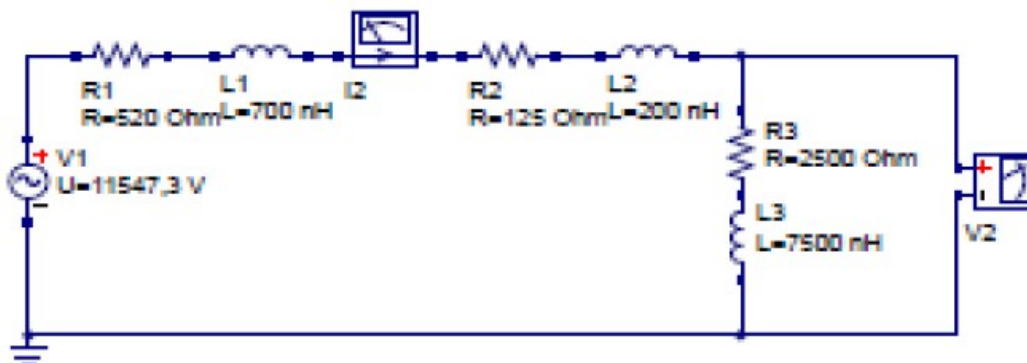 R1
R=520 Ohm
L1
L=700 nH
I2
R2
R=125 Ohm
L2
L=200 nH
+
V1
U=11547,3 V
-
R3
R=2500 Ohm
L3
L=7500 nH
+
-
V2